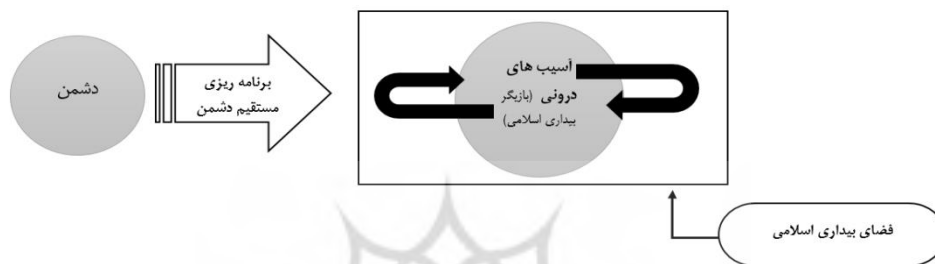 دشمن
برنامه ریزی
مستقیم دشمن
آسیب های
درونی (بازیگر
بیداری اسلامی)
فضای بیداری اسلامی